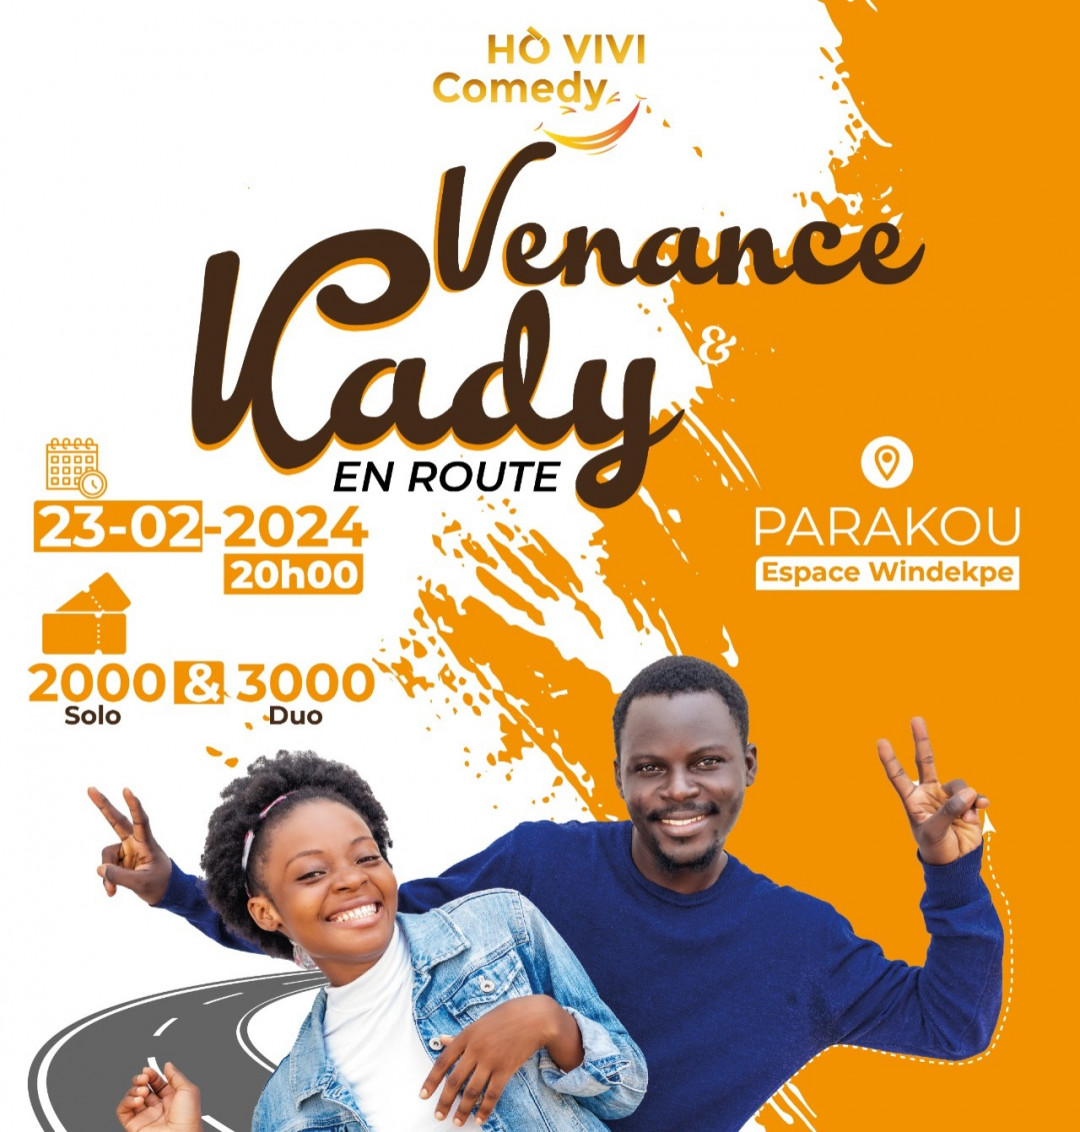 HÒ VIVI
Comedy
Venance
&
Kady
EN ROUTE
23-02-2024
20h00
PARAKOU
Espace Windekpe
2000 & 3000
Solo Duo